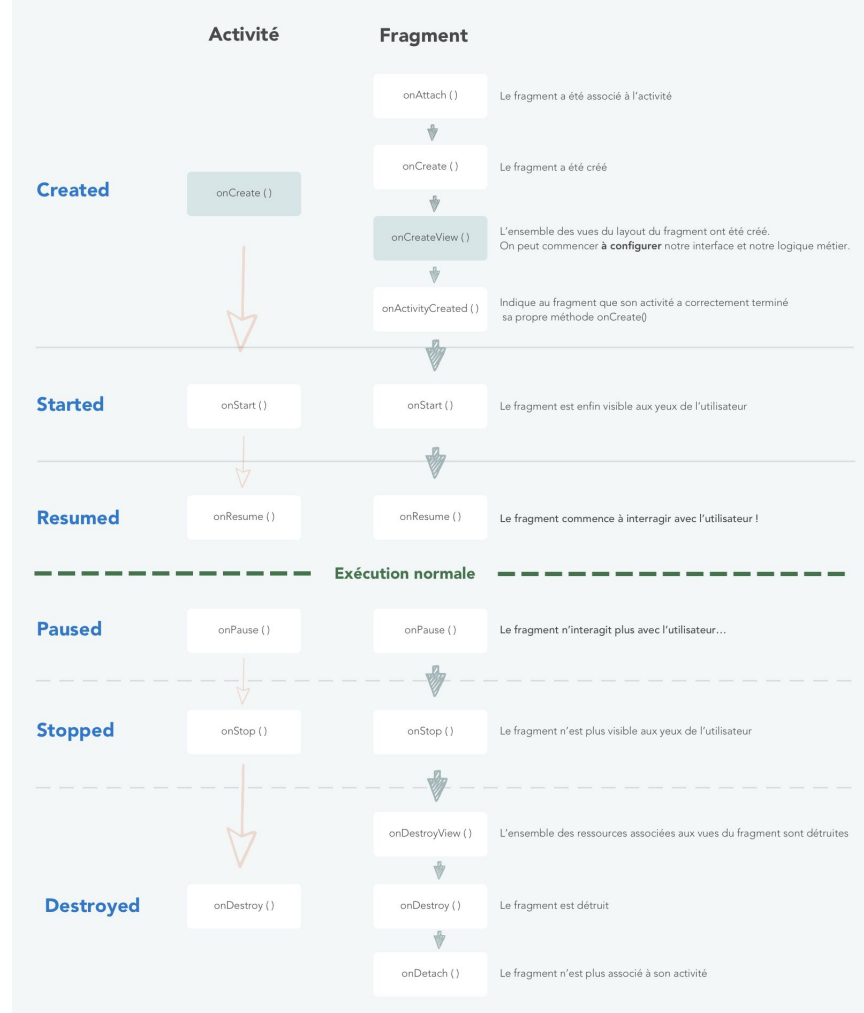 Activité Fragment
onAttach ( ) Le fragment a été associé à l'activité
onCreate ( ) Le fragment a été créé
Created onCreate ( )
onCreateView ( ) L'ensemble des vues du layout du fragment ont été créé.
On peut commencer à configurer notre interface et notre logique métier.
onActivityCreated ( ) Indique au fragment que son activité a correctement terminé
sa propre méthode onCreate()
Started onStart ( ) onStart ( ) Le fragment est enfin visible aux yeux de l'utilisateur
Resumed onResume ( ) onResume ( ) Le fragment commence à interragir avec l'utilisateur !
Exécution normale
Paused onPause ( ) onPause ( ) Le fragment n'interagit plus avec l'utilisateur...
Stopped onStop ( ) onStop ( ) Le fragment n'est plus visible aux yeux de l'utilisateur
onDestroyView ( ) L'ensemble des ressources associées aux vues du fragment sont détruites
Destroyed onDestroy ( ) onDestroy ( ) Le fragment est détruit
onDetach ( ) Le fragment n'est plus associé à son activité